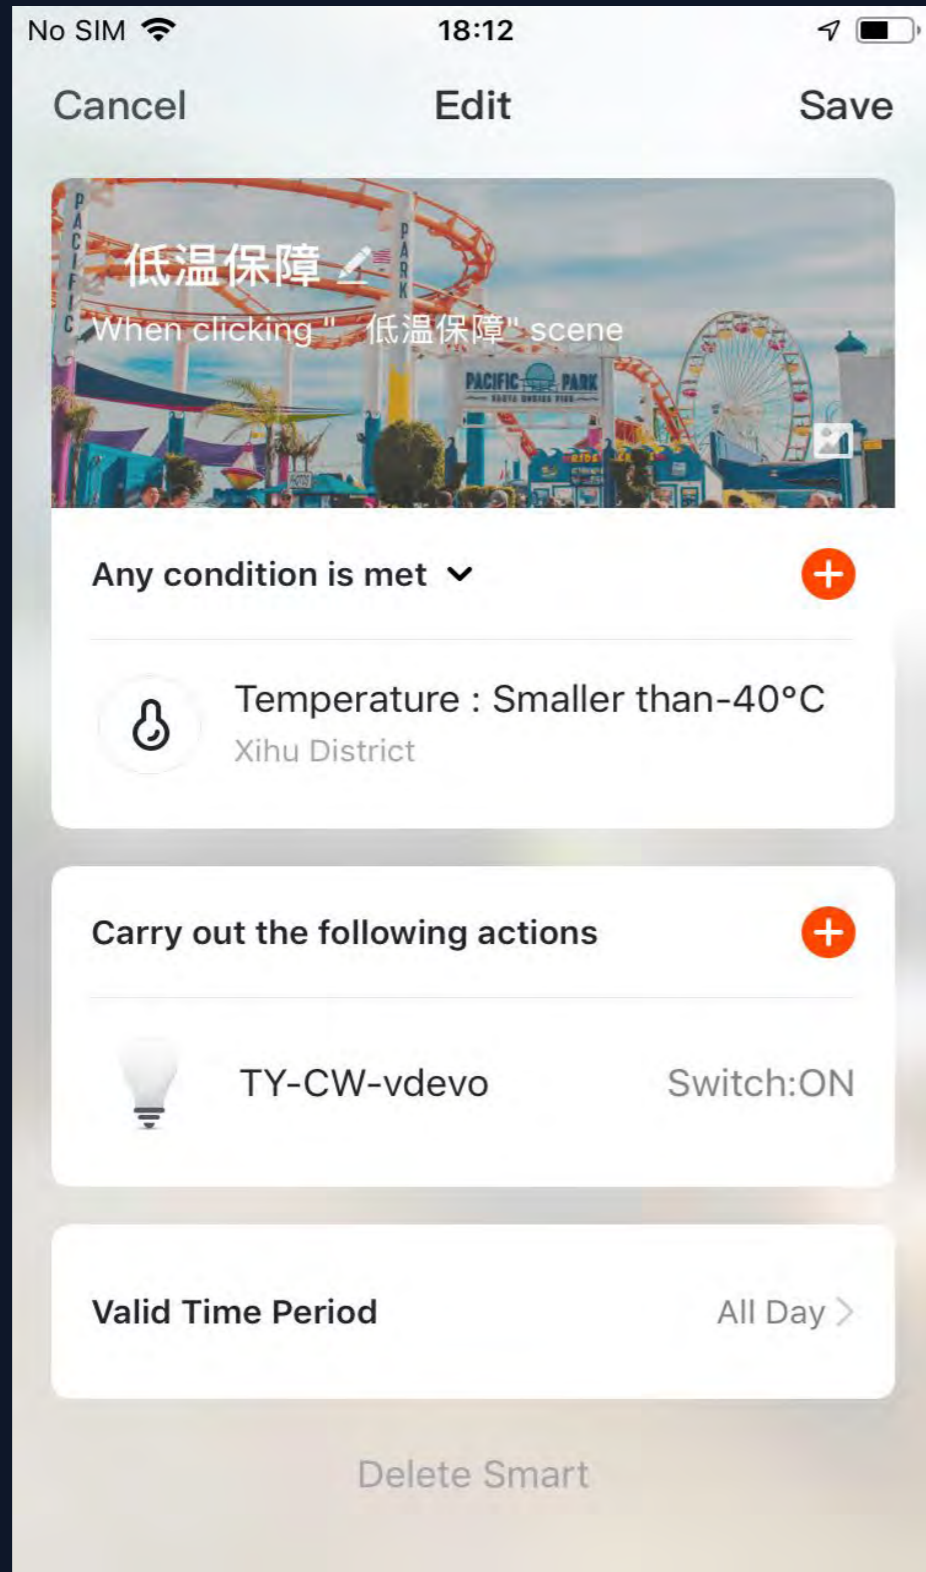 No SIM 18:12
Cancel Edit Save
PACIFIC
PARK
低温保障
When clicking " 低温保障" scene
PACIFIC PARK
Any condition is met
Temperature : Smaller than-40°C
Xihu District
Carry out the following actions
TY-CW-vdevo Switch:ON
Valid Time Period All Day
Delete Smart